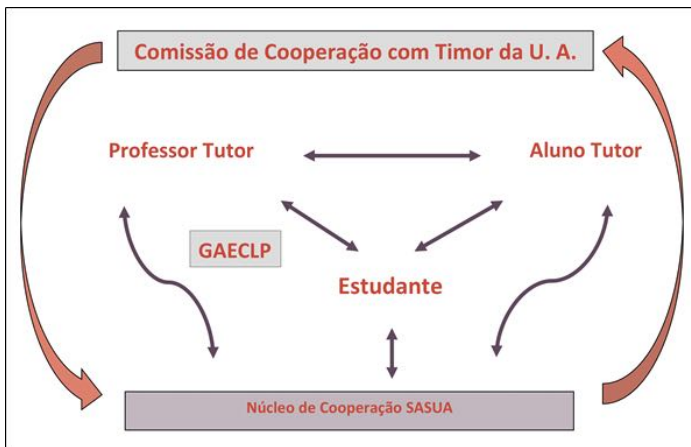 Comissão de Cooperação com Timor da U. A.
Professor Tutor
Aluno Tutor
GAECLP
Estudante
Núcleo de Cooperação SASUA